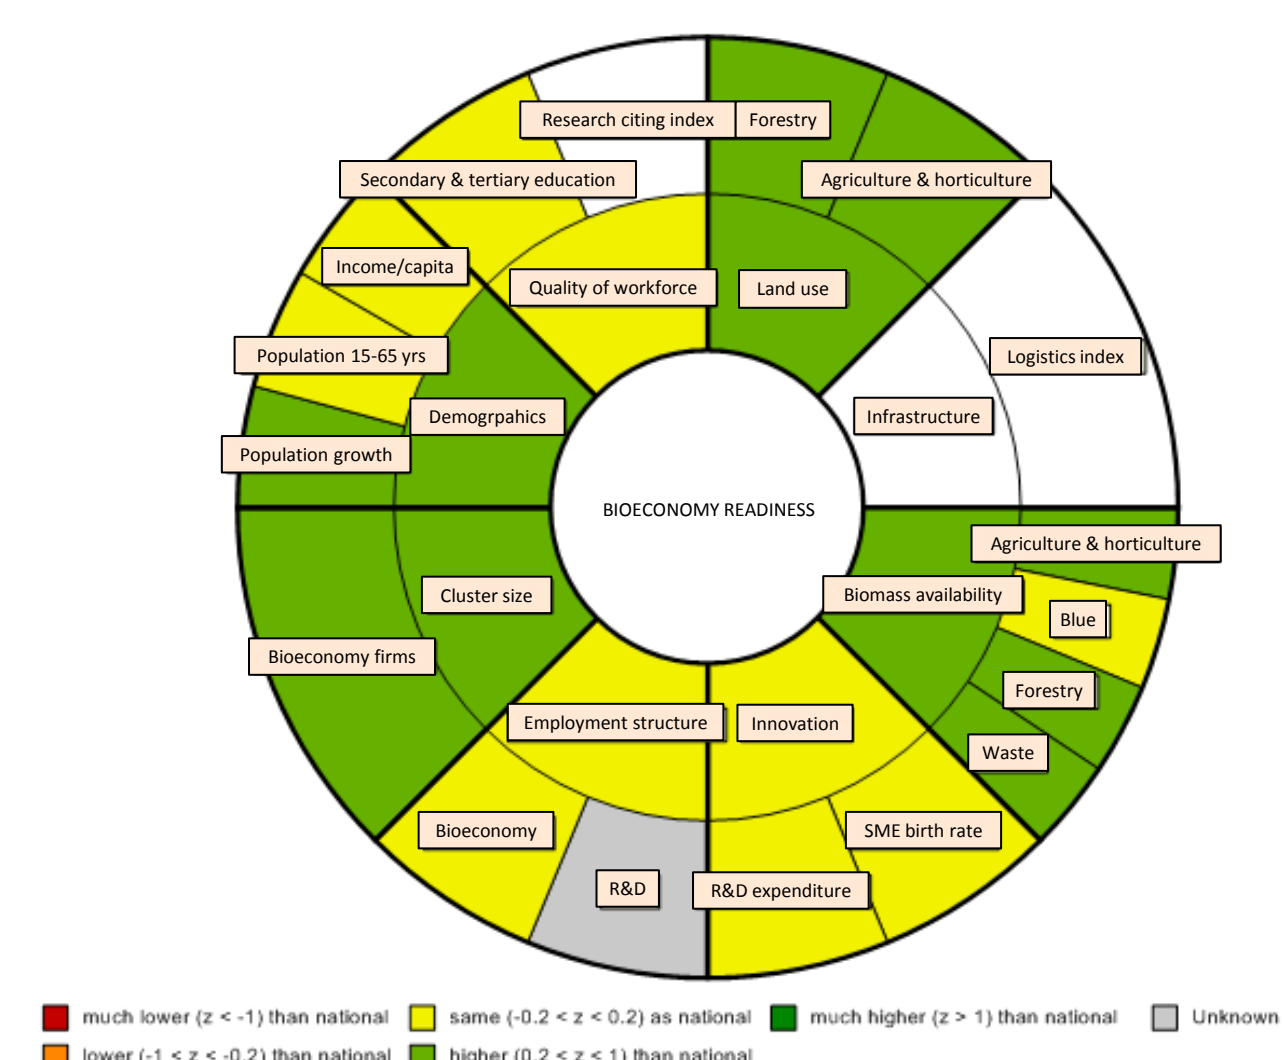 Research citing index
Forestry
Secondary & tertiary education
Agriculture & horticulture
Income/capita
Quality of workforce
Land use
Population 15-65 yrs
Logistics index
Demogrpahics
Infrastructure
Population growth
BIOECONOMY READINESS
Agriculture & horticulture
Cluster size
Biomass availability
Blue
Bioeconomy firms
Forestry
Employment structure
Innovation
Waste
Bioeconomy
SME birth rate
R&D
R&D expenditure
much lower (z < -1) than national
same (-0.2 < z < 0.2) as national
much higher (z > 1) than national
Unknown
lower (-1 < z < -0.2) than national
higher (0.2 < z < 1) than national